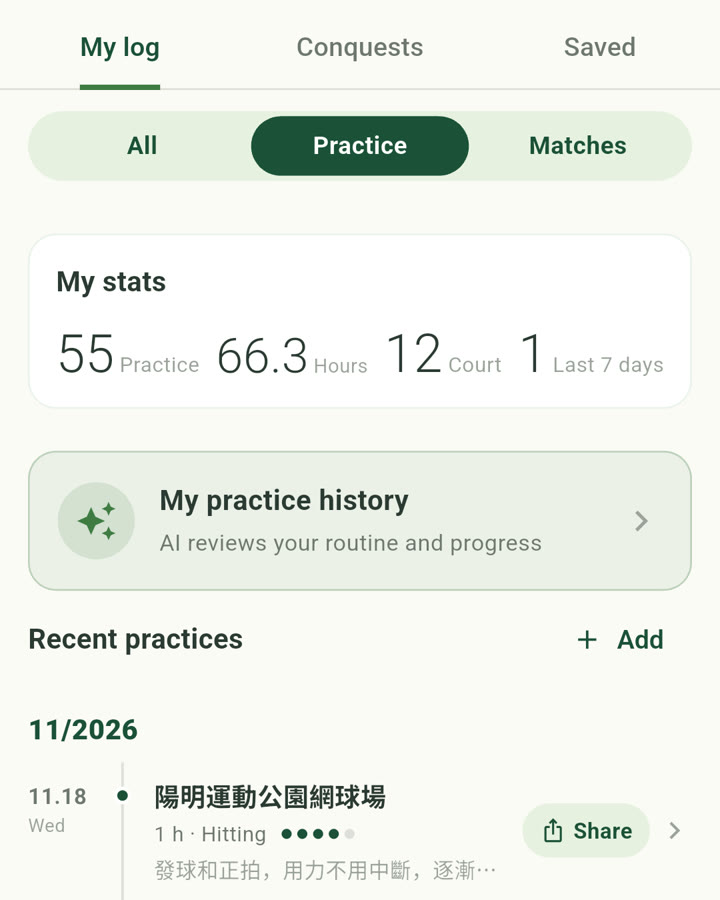 My log Conquests Saved
All Practice Matches
My stats
55 Practice 66.3 Hours 12 Court 1 Last 7 days
My practice history
AI reviews your routine and progress
Recent practices + Add
11/2026
11.18 陽明運動公園網球場
Wed 1 h · Hitting Share
發球和正拍，用力不用中斷，逐漸…